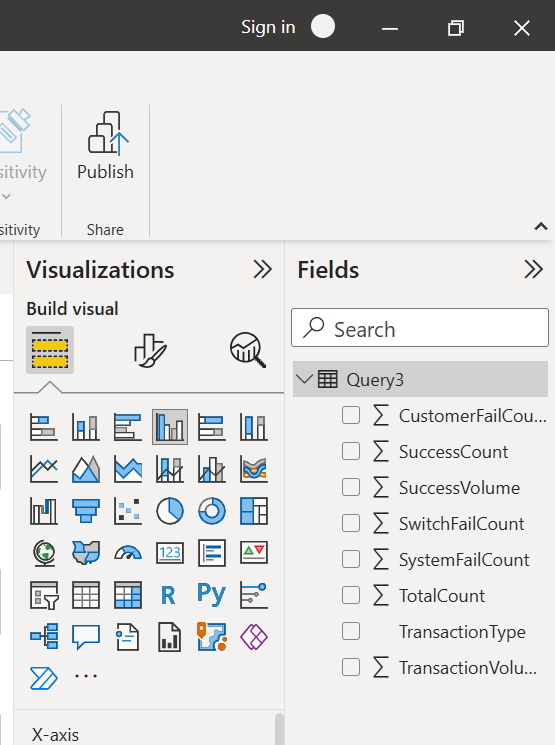 Sign in
sitivity
Publish
sitivity
Share
Visualizations
Fields
Build visual
Search
Query3
CustomerFailCou...
SuccessCount
SuccessVolume
SwitchFailCount
SystemFailCount
TotalCount
TransactionType
TransactionVolu...
123
R
Py
...
X-axis